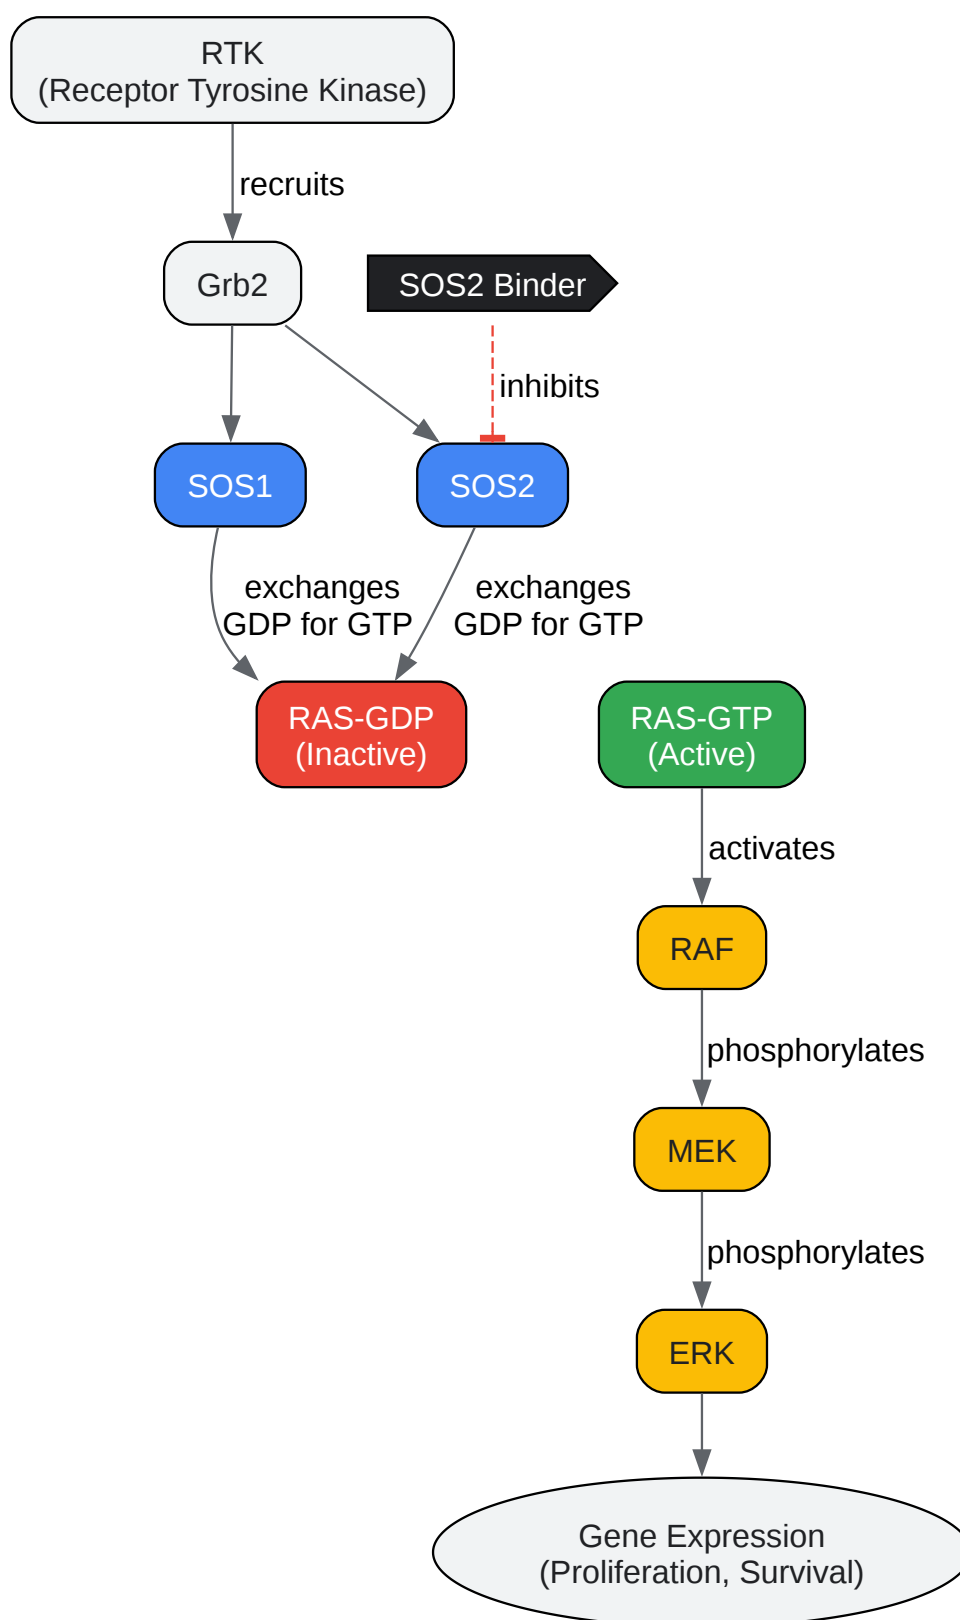 RTK
(Receptor Tyrosine Kinase)
recruits
Grb2
SOS2 Binder
inhibits
SOS1
SOS2
exchanges
GDP for GTP
exchanges
GDP for GTP
RAS-GDP
(Inactive)
RAS-GTP
(Active)
activates
RAF
phosphorylates
MEK
phosphorylates
ERK
Gene Expression
(Proliferation, Survival)